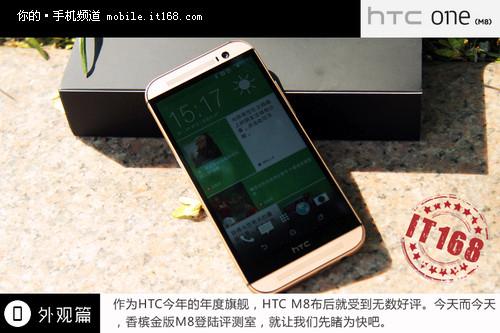 你的·手机频道 mobile.it168.com
hTC one (M8)
15:17
hTC
IT168
外观篇
作为HTC今年的年度旗舰，HTC M8布后就受到无数好评。今天而今天
，香槟金版M8登陆评测室，就让我们先睹为快吧。